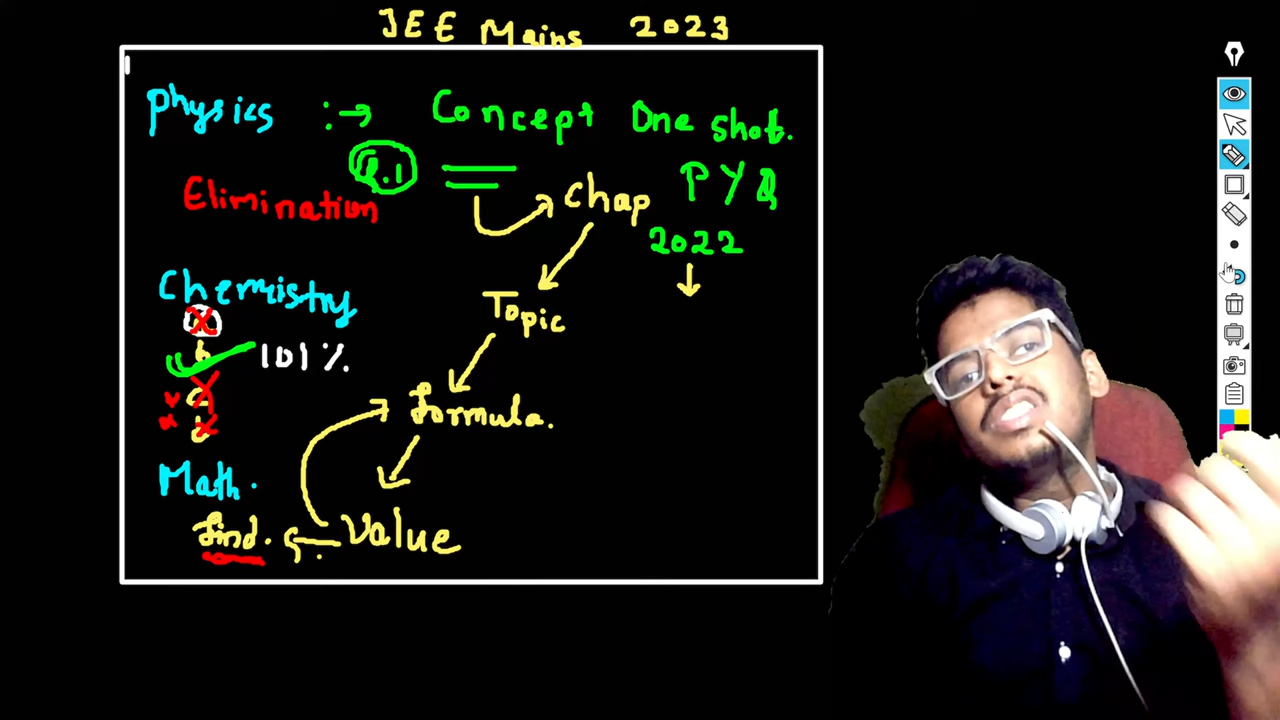 JEE Mains 2023
Physics :→ Concept One shot.
Q.1
Chap PYQ
Elimination
2022
Chemistry
Topic
b 101 %
Formula.
Math.
find. Value